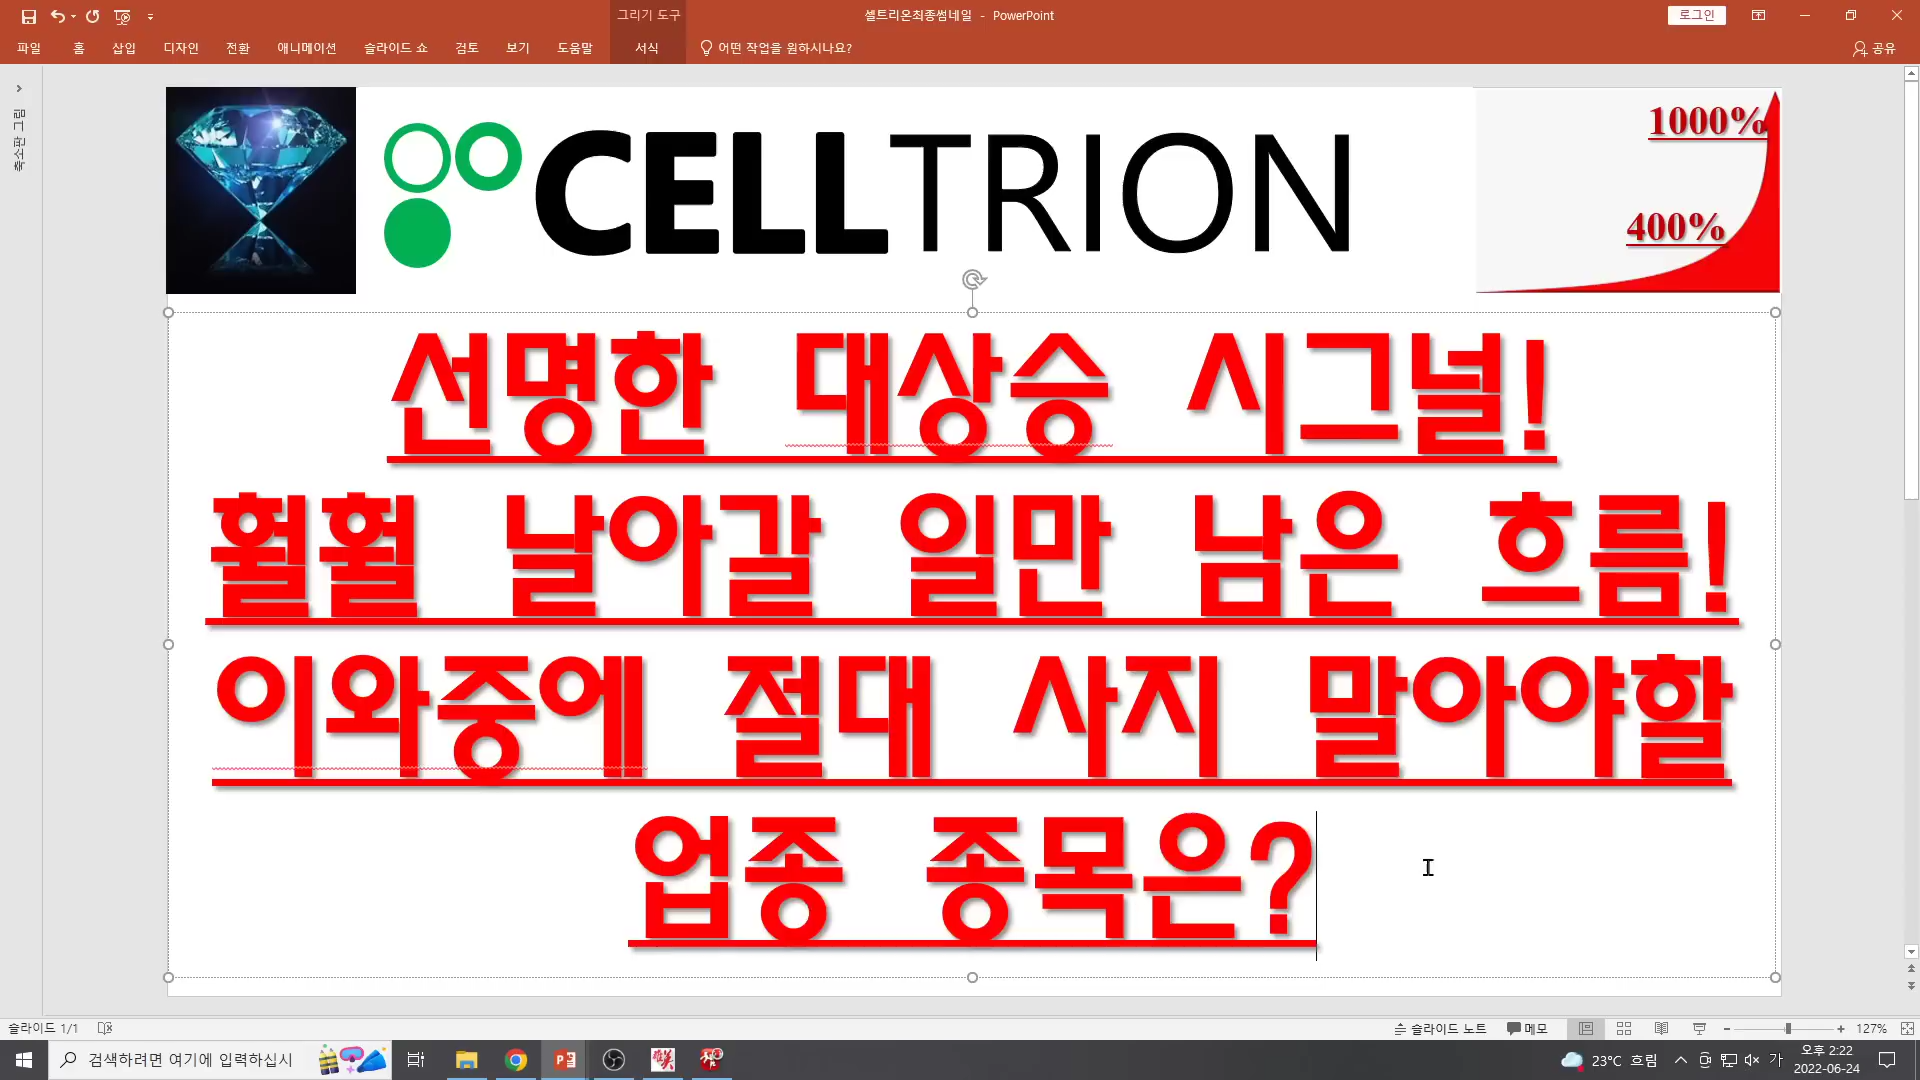 그리기 도구
셀트리온최종썸네일 - PowerPoint
로그인
파일 홈 삽입 디자인 전환 애니메이션 슬라이드 쇼 검토 보기 도움말 서식 어떤 작업을 원하시나요?
공유
축소판 그림
CELLTRION
1000%
400%
선명한 대상승 시그널!
훨훨 날아갈 일만 남은 흐름!
이와중에 절대 사지 말아야할
업종 종목은?
슬라이드 1/1
슬라이드 노트 메모
127%
검색하려면 여기에 입력하십시
23°C 흐림
가
오후 2:22
2022-06-24